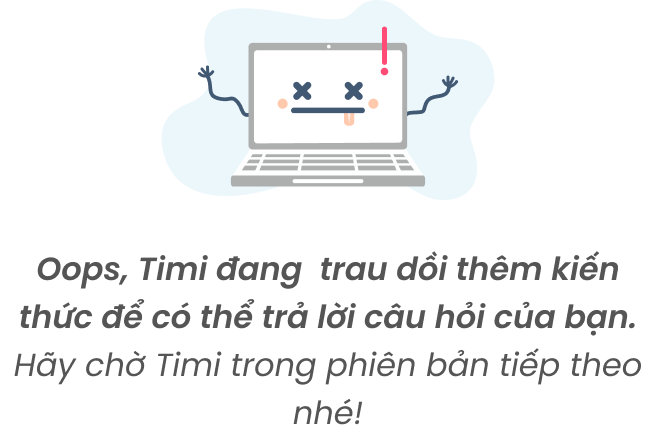 Oops, Timi đang trau dồi thêm kiến
thức để có thể trả lời câu hỏi của bạn.
Hãy chờ Timi trong phiên bản tiếp theo
nhé!